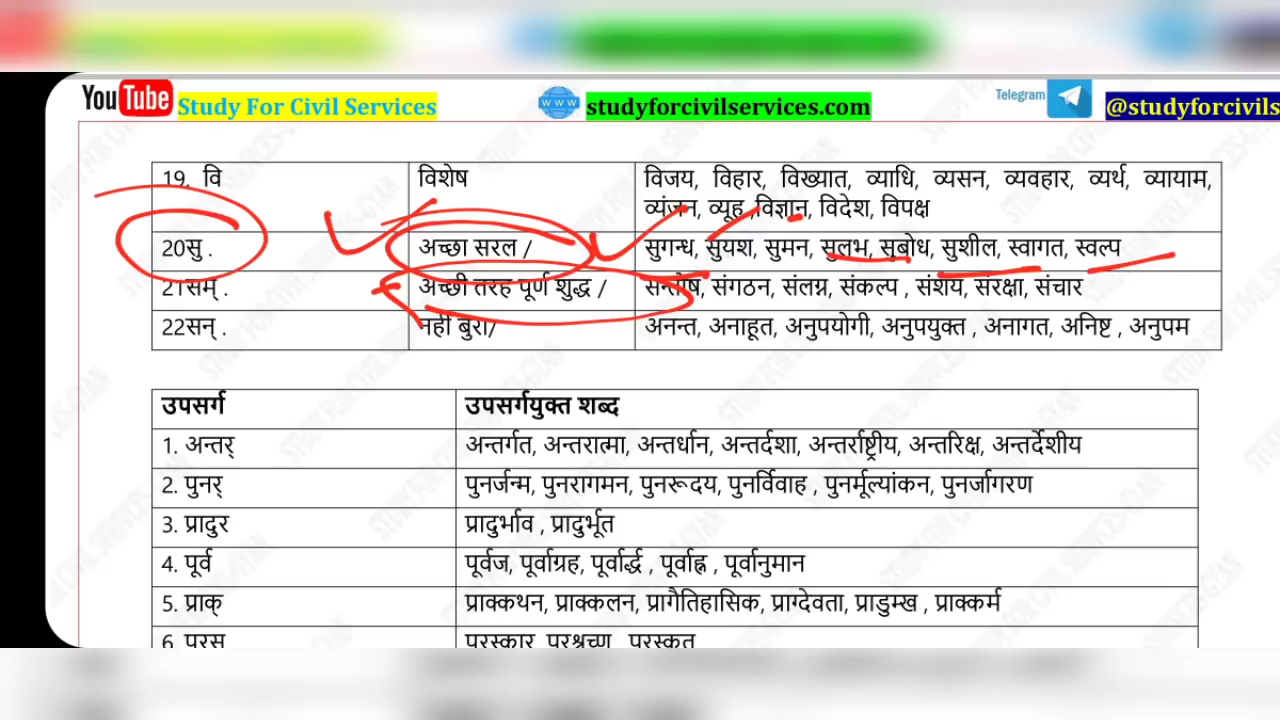 YouTube Study For Civil Services WWW studyforcivilservices.com Telegram @studyforcivils
19. वि विशेष विजय, विहार, विख्यात, व्याधि, व्यसन, व्यवहार, व्यर्थ, व्यायाम,
व्यंजन, व्यूह ,विज्ञान, विदेश, विपक्ष
20सु . अच्छा सरल / सुगन्ध, सुयश, सुमन, सुलभ, सुबोध, सुशील, स्वागत, स्वल्प
21सम् . अच्छी तरह पूर्ण शुद्ध / सन्तोष, संगठन, संलग्न, संकल्प , संशय, संरक्षा, संचार
22सन् . नहीं बुरा/ अनन्त, अनाहूत, अनुपयोगी, अनुपयुक्त , अनागत, अनिष्ट , अनुपम
उपसर्ग उपसर्गयुक्त शब्द
1. अन्तर् अन्तर्गत, अन्तरात्मा, अन्तर्धान, अन्तर्दशा, अन्तर्राष्ट्रीय, अन्तरिक्ष, अन्तर्देशीय
2. पुनर् पुनर्जन्म, पुनरागमन, पुनरूदय, पुनर्विवाह , पुनर्मूल्यांकन, पुनर्जागरण
3. प्रादुर प्रादुर्भाव , प्रादुर्भूत
4. पूर्व पूर्वज, पूर्वाग्रह, पूर्वार्द्ध , पूर्वाह्न , पूर्वानुमान
5. प्राक् प्राक्कथन, प्राक्कलन, प्रागैतिहासिक, प्राग्देवता, प्राङुम्ख , प्राक्कर्म
6. पुरस्